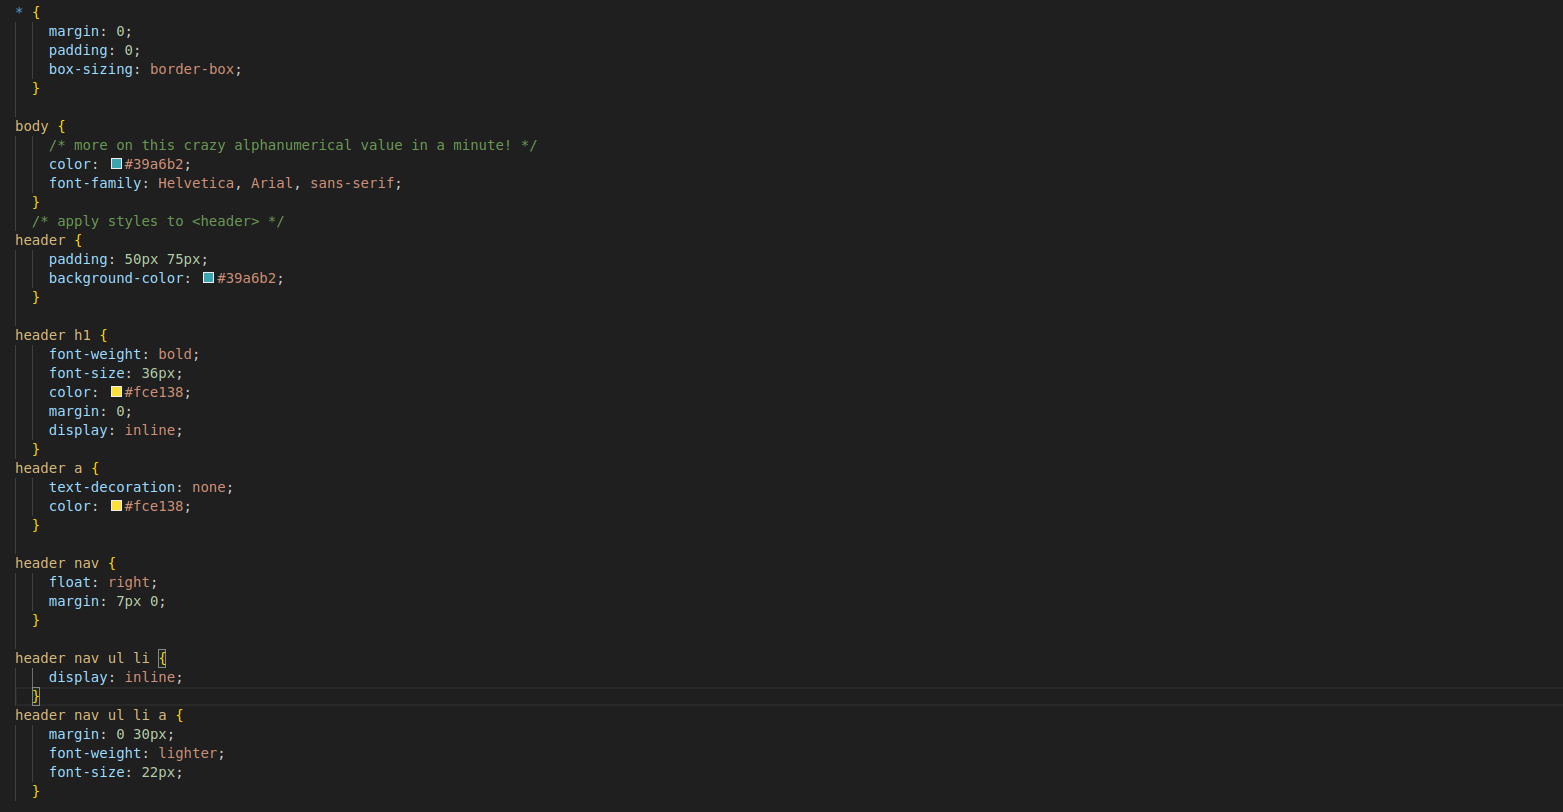 * {
    margin: 0;
    padding: 0;
    box-sizing: border-box;
  }

body {
    /* more on this crazy alphanumerical value in a minute! */
    color: #39a6b2;
    font-family: Helvetica, Arial, sans-serif;
  }
  /* apply styles to <header> */
header {
    padding: 50px 75px;
    background-color: #39a6b2;
  }

header h1 {
    font-weight: bold;
    font-size: 36px;
    color: #fce138;
    margin: 0;
    display: inline;
  }
header a {
    text-decoration: none;
    color: #fce138;
  }

header nav {
    float: right;
    margin: 7px 0;
  }

header nav ul li {
    display: inline;
  }
header nav ul li a {
    margin: 0 30px;
    font-weight: lighter;
    font-size: 22px;
  }